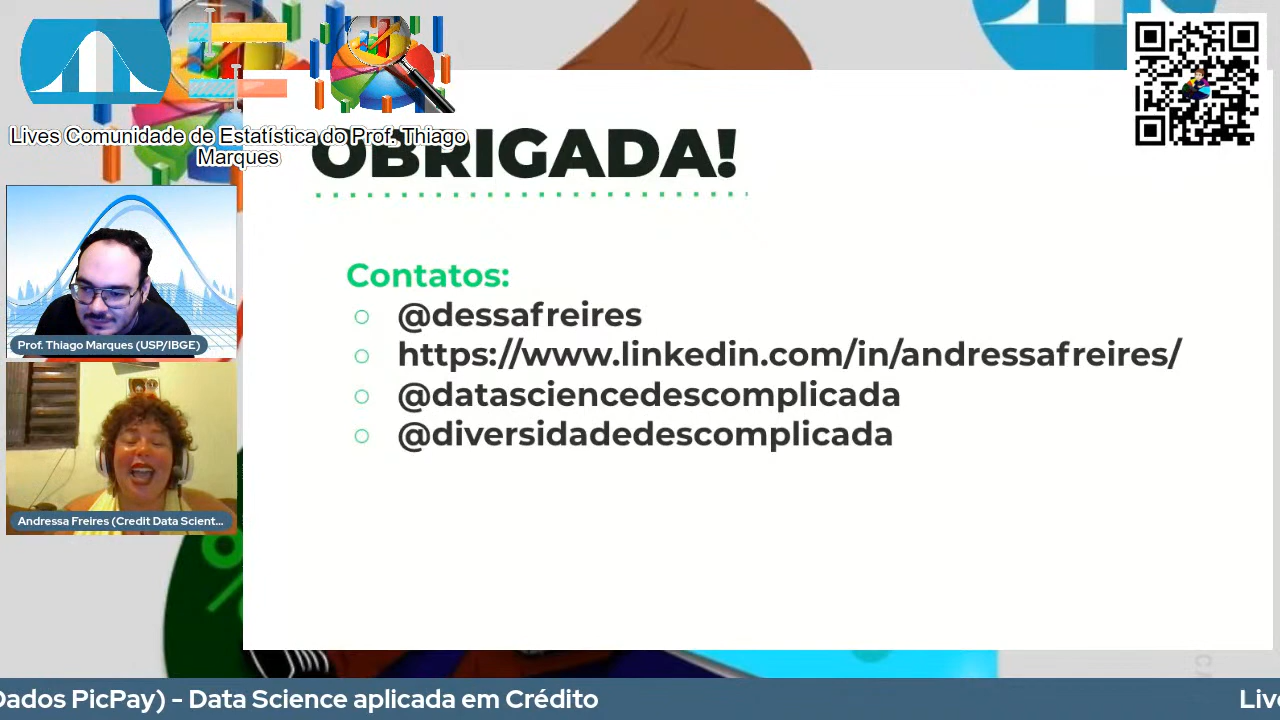 Lives Comunidade de Estatística do Prof. Thiago
Marques
OBRIGADA!
Contatos:
@dessafreires
https://www.linkedin.com/in/andressafreires/
@datasciencedescomplicada
@diversidadedescomplicada
Prof. Thiago Marques (USP/IBGE)
Andressa Freires (Credit Data Scient...
%
Dados PicPay) - Data Science aplicada em Crédito
Live